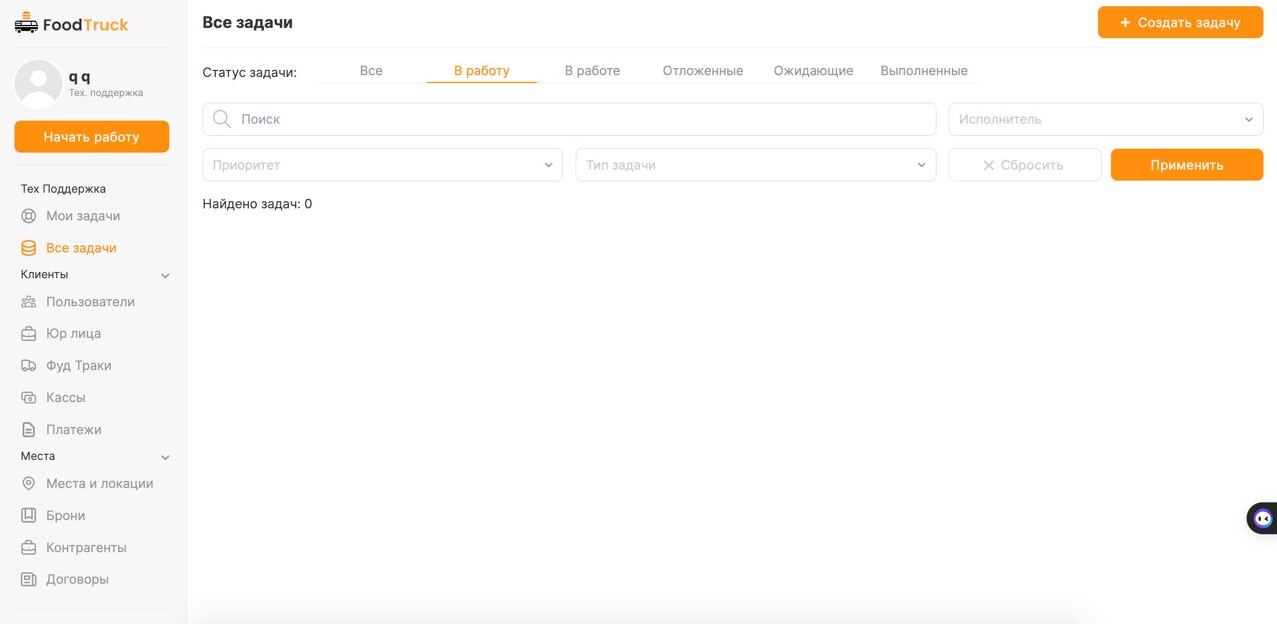 FoodTruck
q q
Тех. поддержка
Начать работу
Тех Поддержка
Мои задачи
Все задачи
Клиенты
Пользователи
Юр лица
Фуд Траки
Кассы
Платежи
Места
Места и локации
Брони
Контрагенты
Договоры
Все задачи
+ Создать задачу
Статус задачи: Все В работу В работе Отложенные Ожидающие Выполненные
Поиск Исполнитель
Приоритет Тип задачи Сбросить Применить
Найдено задач: 0